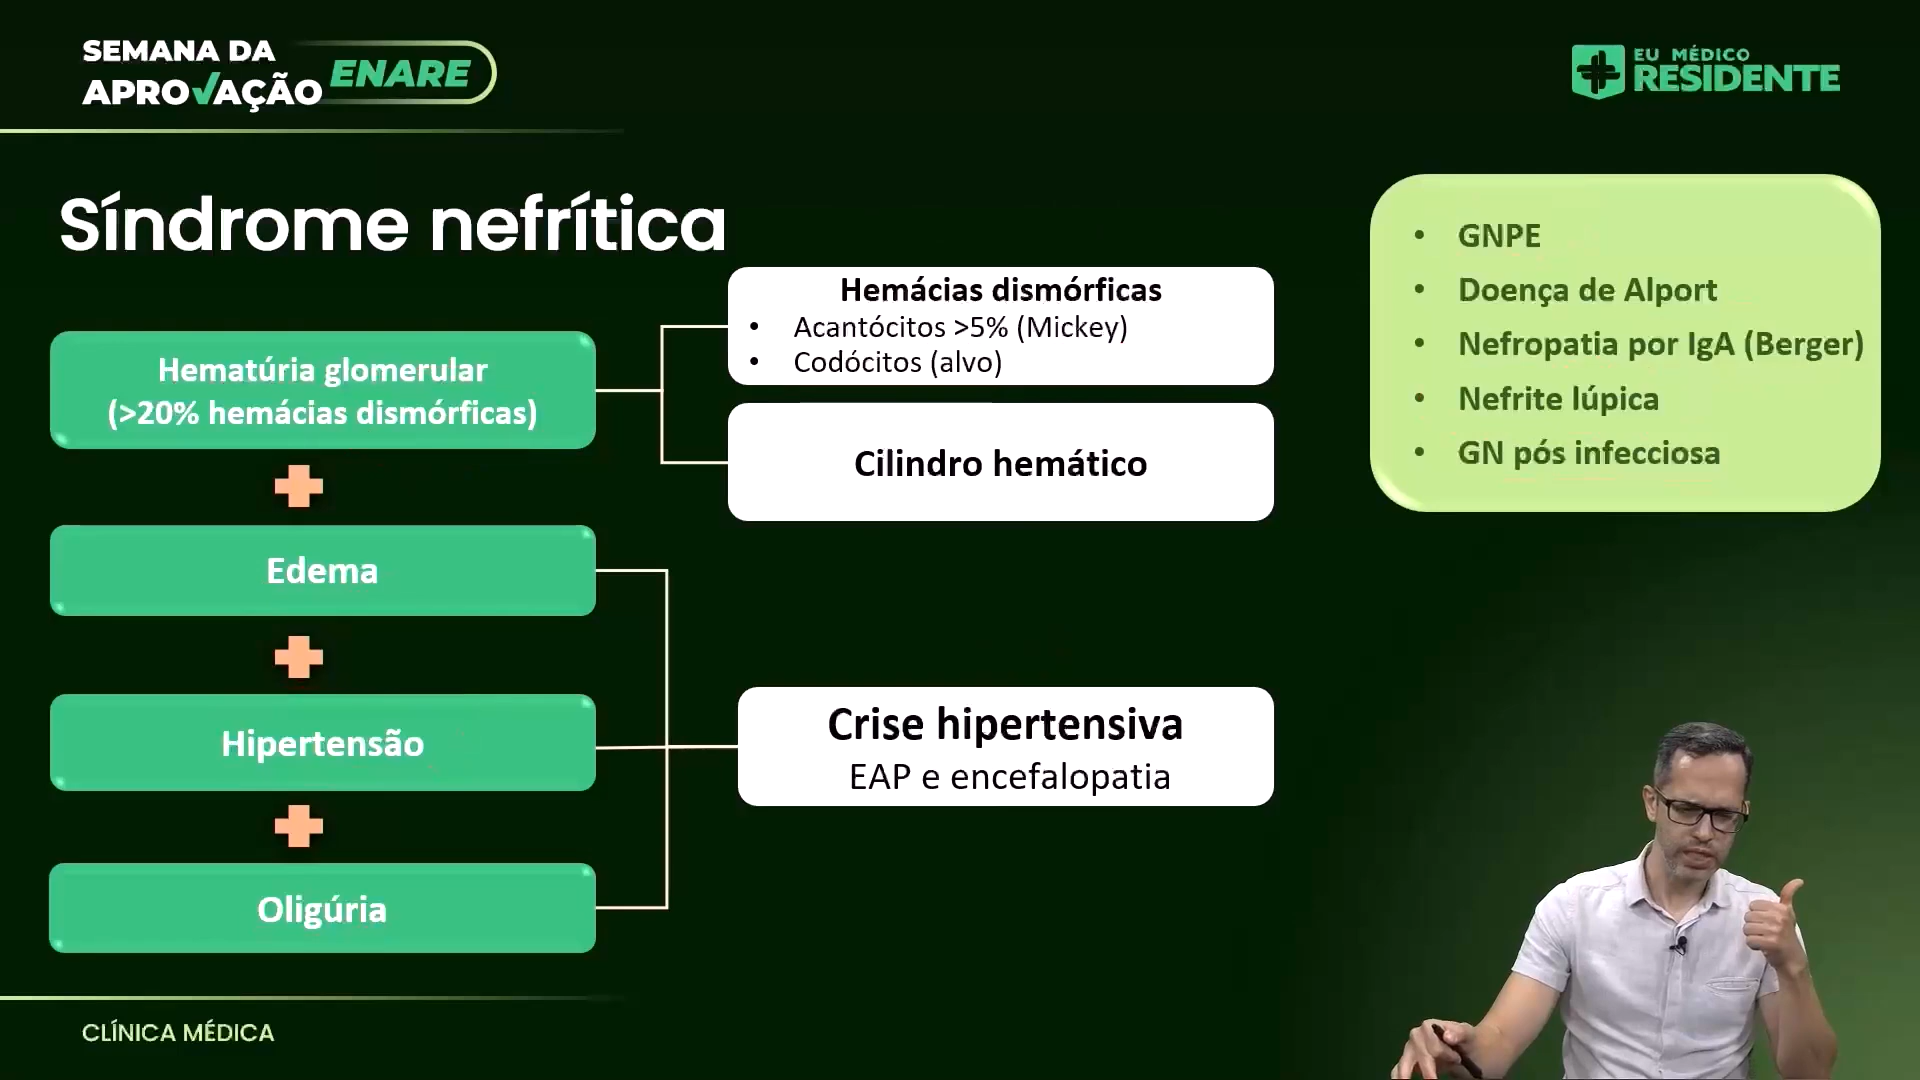 SEMANA DA
APROVAÇÃO ENARE
EU MÉDICO
RESIDENTE
Síndrome nefrítica
Hematúria glomerular
(>20% hemácias dismórficas)
Hemácias dismórficas
• Acantócitos >5% (Mickey)
• Codócitos (alvo)
Cilindro hemático
Edema
Hipertensão
Oligúria
Crise hipertensiva
EAP e encefalopatia
• GNPE
• Doença de Alport
• Nefropatia por IgA (Berger)
• Nefrite lúpica
• GN pós infecciosa
CLÍNICA MÉDICA